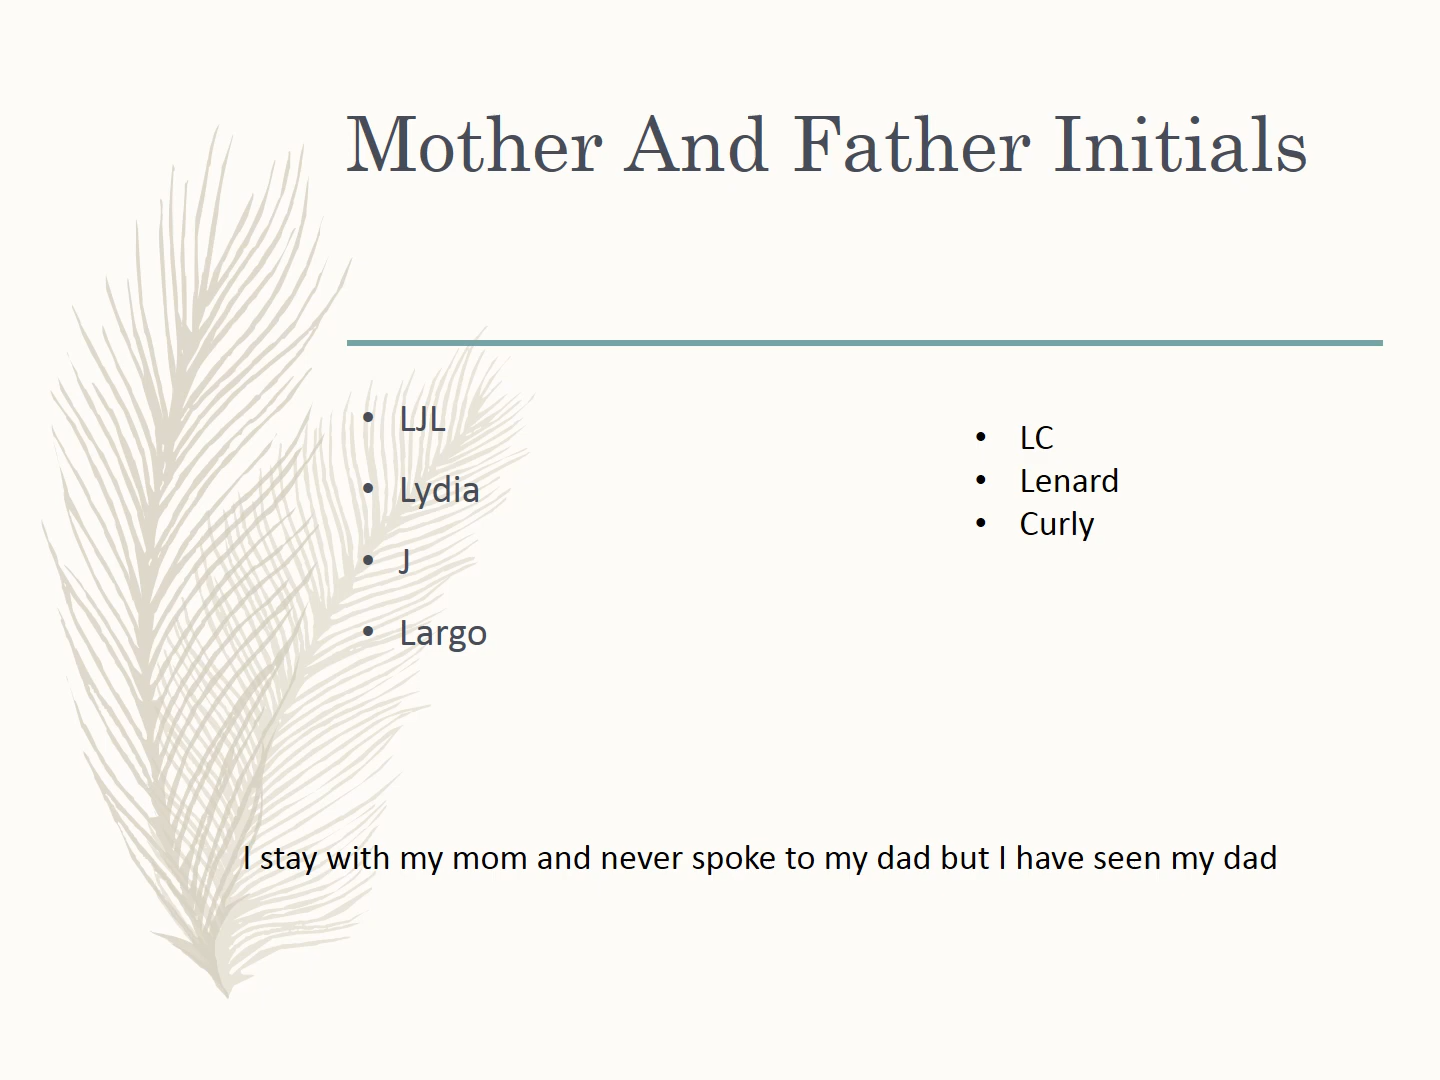 Mother And Father Initials
• LJL
• Lydia
• J
• Largo
• LC
• Lenard
• Curly
I stay with my mom and never spoke to my dad but I have seen my dad